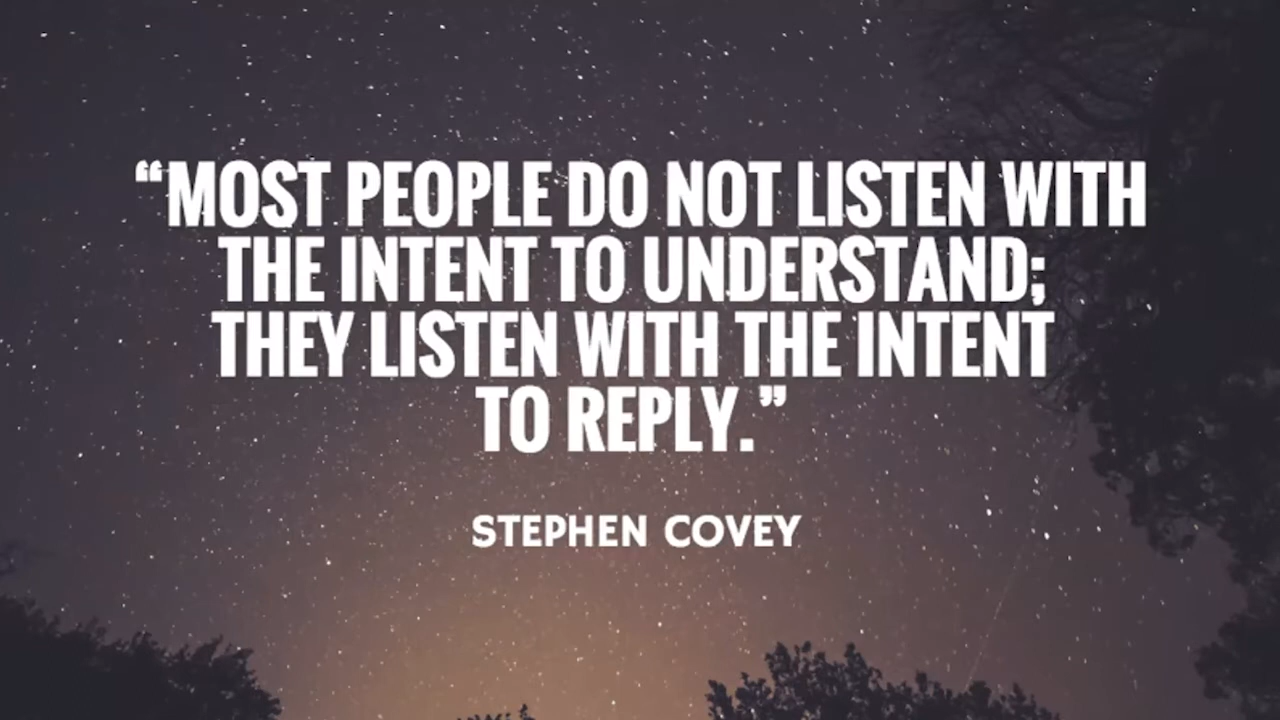 “MOST PEOPLE DO NOT LISTEN WITH
THE INTENT TO UNDERSTAND;
THEY LISTEN WITH THE INTENT
TO REPLY.”
STEPHEN COVEY